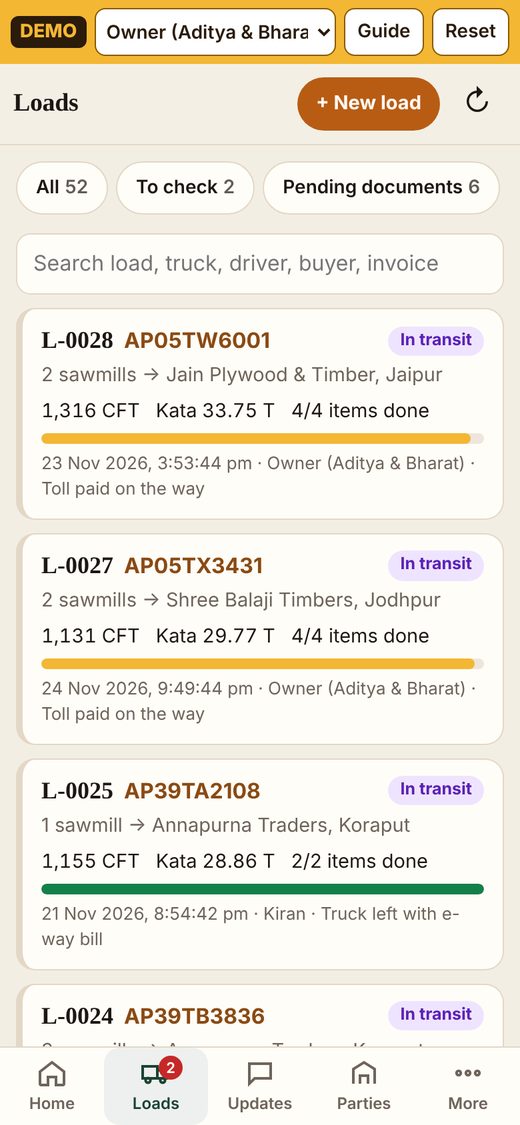 DEMO Owner (Aditya & Bhara Guide Reset
Loads + New load
All 52 To check 2 Pending documents 6
Search load, truck, driver, buyer, invoice
L-0028 AP05TW6001 In transit
2 sawmills → Jain Plywood & Timber, Jaipur
1,316 CFT Kata 33.75 T 4/4 items done
23 Nov 2026, 3:53:44 pm · Owner (Aditya & Bharat) ·
Toll paid on the way
L-0027 AP05TX3431 In transit
2 sawmills → Shree Balaji Timbers, Jodhpur
1,131 CFT Kata 29.77 T 4/4 items done
24 Nov 2026, 9:49:44 pm · Owner (Aditya & Bharat) ·
Toll paid on the way
L-0025 AP39TA2108 In transit
1 sawmill → Annapurna Traders, Koraput
1,155 CFT Kata 28.86 T 2/2 items done
21 Nov 2026, 8:54:42 pm · Kiran · Truck left with e-
way bill
L-0024 AP39TB3836 In transit
2
Home Loads Updates Parties More